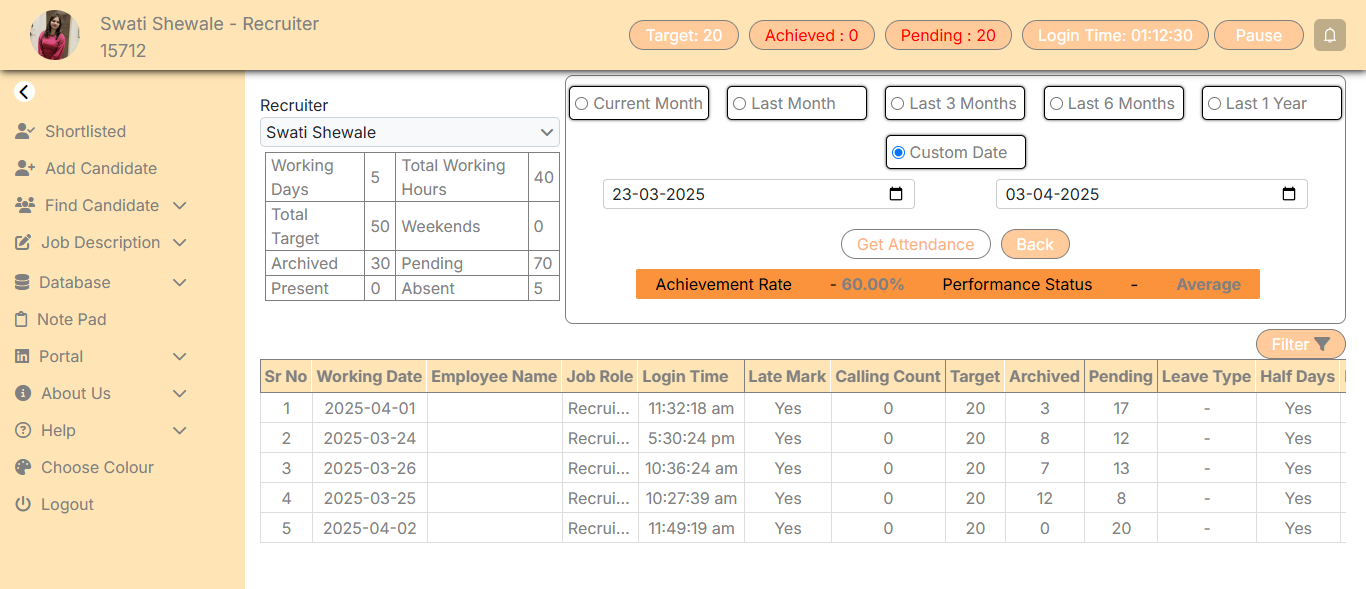 Swati Shewale - Recruiter
15712
Target: 20 Achieved : 0 Pending : 20 Login Time: 01:12:30 Pause
Shortlisted
Add Candidate
Find Candidate
Job Description
Database
Note Pad
Portal
About Us
Help
Choose Colour
Logout
Recruiter
Swati Shewale
Working Days 5 Total Working Hours 40
Total Target 50 Weekends 0
Archived 30 Pending 70
Present 0 Absent 5
Current Month Last Month Last 3 Months Last 6 Months Last 1 Year
Custom Date
23-03-2025 03-04-2025
Get Attendance Back
Achievement Rate - 60.00% Performance Status - Average
Filter
Sr No Working Date Employee Name Job Role Login Time Late Mark Calling Count Target Archived Pending Leave Type Half Days
1 2025-04-01 Recrui... 11:32:18 am Yes 0 20 3 17 - Yes
2 2025-03-24 Recrui... 5:30:24 pm Yes 0 20 8 12 - Yes
3 2025-03-26 Recrui... 10:36:24 am Yes 0 20 7 13 - Yes
4 2025-03-25 Recrui... 10:27:39 am Yes 0 20 12 8 - Yes
5 2025-04-02 Recrui... 11:49:19 am Yes 0 20 0 20 - Yes